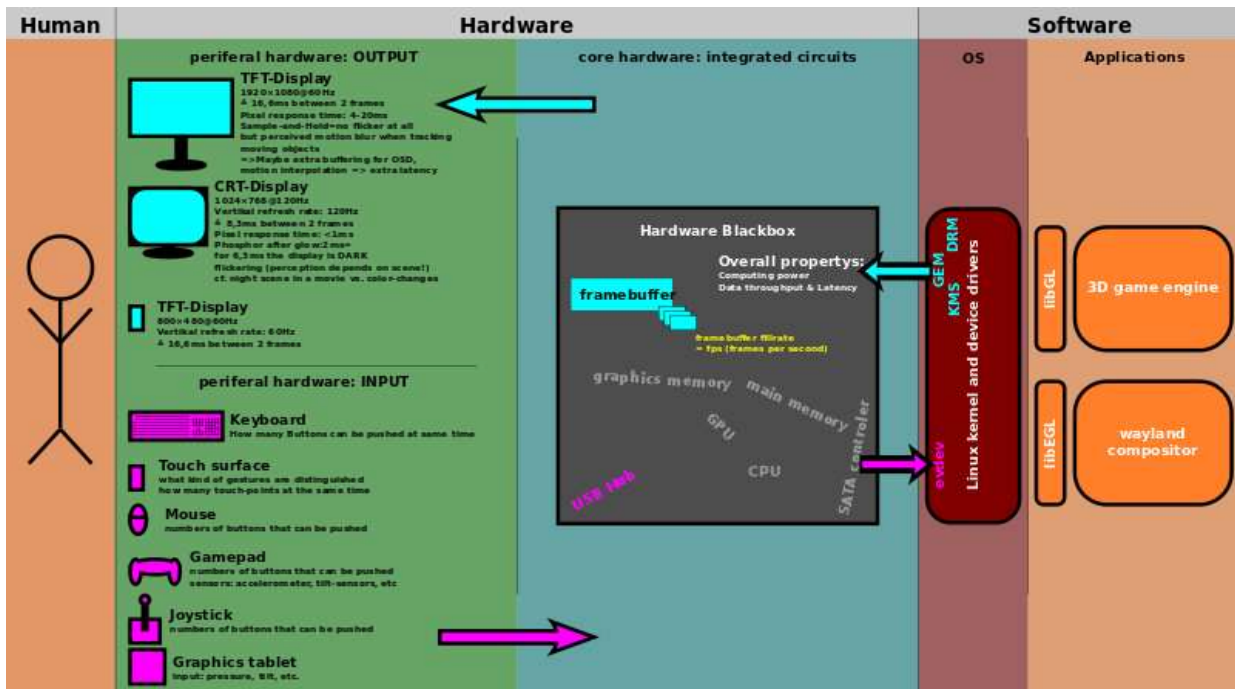 Human
Hardware
Software
periferal hardware: OUTPUT
core hardware: integrated circuits
OS
Applications
TFT-Display
1920×1080@60Hz
≙ 16,6ms between 2 frames
Pixel response time: 4-20ms
Sample-and-Hold=no flicker at all
but perceived motion blur when tracking
moving objects
=>Maybe extra buffering for OSD,
motion interpolation => extra latency
CRT-Display
1024×768@120Hz
Vertikal refresh rate: 120Hz
≙ 8,3ms between 2 frames
Pixel response time: <1ms
Phosphor after glow:2ms=
for 6,3ms the display is DARK
flickering (perception depends on scene!)
cf. night scene in a movie vs. color-changes
TFT-Display
800×480@60Hz
Vertikal refresh rate: 60Hz
≙ 16,6ms between 2 frames
periferal hardware: INPUT
Keyboard
How many Buttons can be pushed at same time
Touch surface
what kind of gestures are distinguished
how many touch-points at the same time
Mouse
numbers of buttons that can be pushed
Gamepad
numbers of buttons that can be pushed
sensors: accelerometer, tilt-sensors, etc
Joystick
numbers of buttons that can be pushed
Graphics tablet
input: pressure, tilt, etc.
Hardware Blackbox
Overall propertys:
Computing power
Data throughput & Latency
framebuffer
framebuffer fillrate
= fps (frames per second)
graphics memory
main memory
GPU
CPU
SATA controler
USB Hub
DRM
GEM
KMS
evdev
Linux kernel and device drivers
libGL
3D game engine
libEGL
wayland
compositor